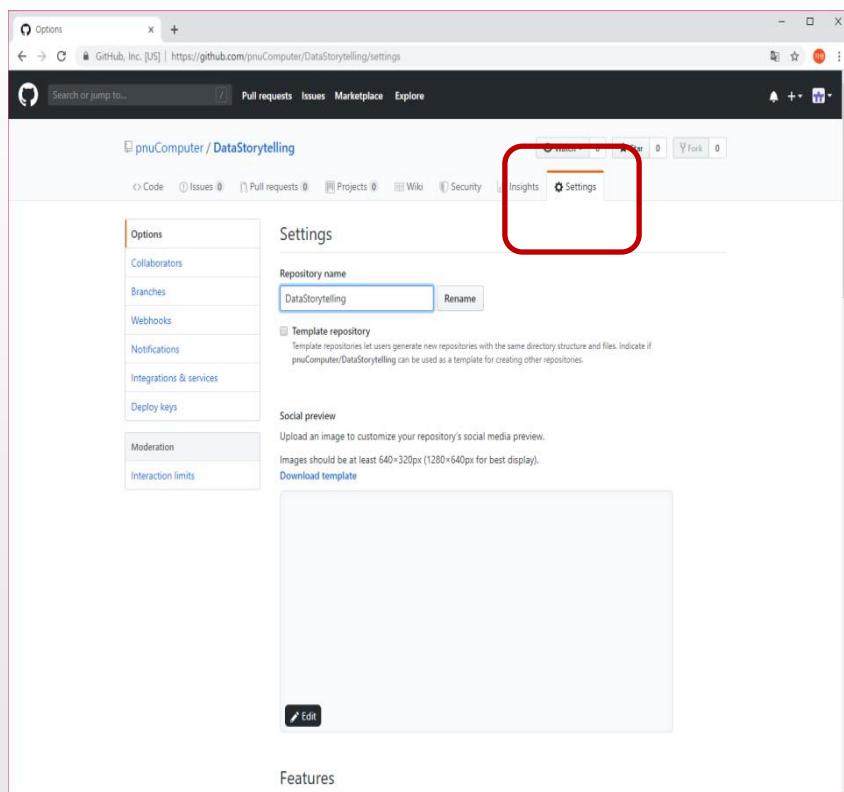 Options
GitHub, Inc. [US] | https://github.com/pnuComputer/DataStorytelling/settings
Search or jump to... / Pull requests Issues Marketplace Explore
pnuComputer / DataStorytelling
Watch 0 Star 0 Fork 0
Code Issues 0 Pull requests 0 Projects 0 Wiki Security Insights Settings
Options
Collaborators
Branches
Webhooks
Notifications
Integrations & services
Deploy keys
Moderation
Interaction limits
Settings
Repository name
DataStorytelling Rename
Template repository
Template repositories let users generate new repositories with the same directory structure and files. Indicate if
pnuComputer/DataStorytelling can be used as a template for creating other repositories.
Social preview
Upload an image to customize your repository's social media preview.
Images should be at least 640×320px (1280×640px for best display).
Download template
Edit
Features